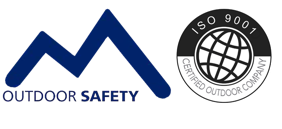 OUTDOOR SAFETY
ISO 9001
CERTIFIED OUTDOOR COMPANY